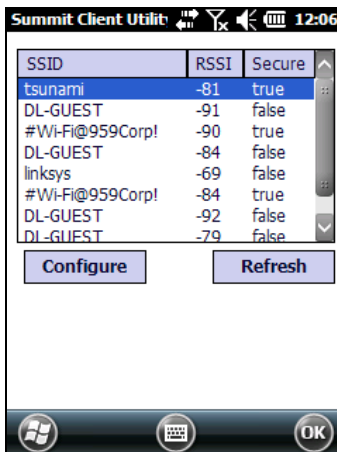 Summit Client Utilit 12:06
SSID RSSI Secure
tsunami -81 true
DL-GUEST -91 false
#Wi-Fi@959Corp! -90 true
DL-GUEST -84 false
linksys -69 false
#Wi-Fi@959Corp! -84 true
DL-GUEST -92 false
DL-GUEST -79 false
Configure Refresh
OK